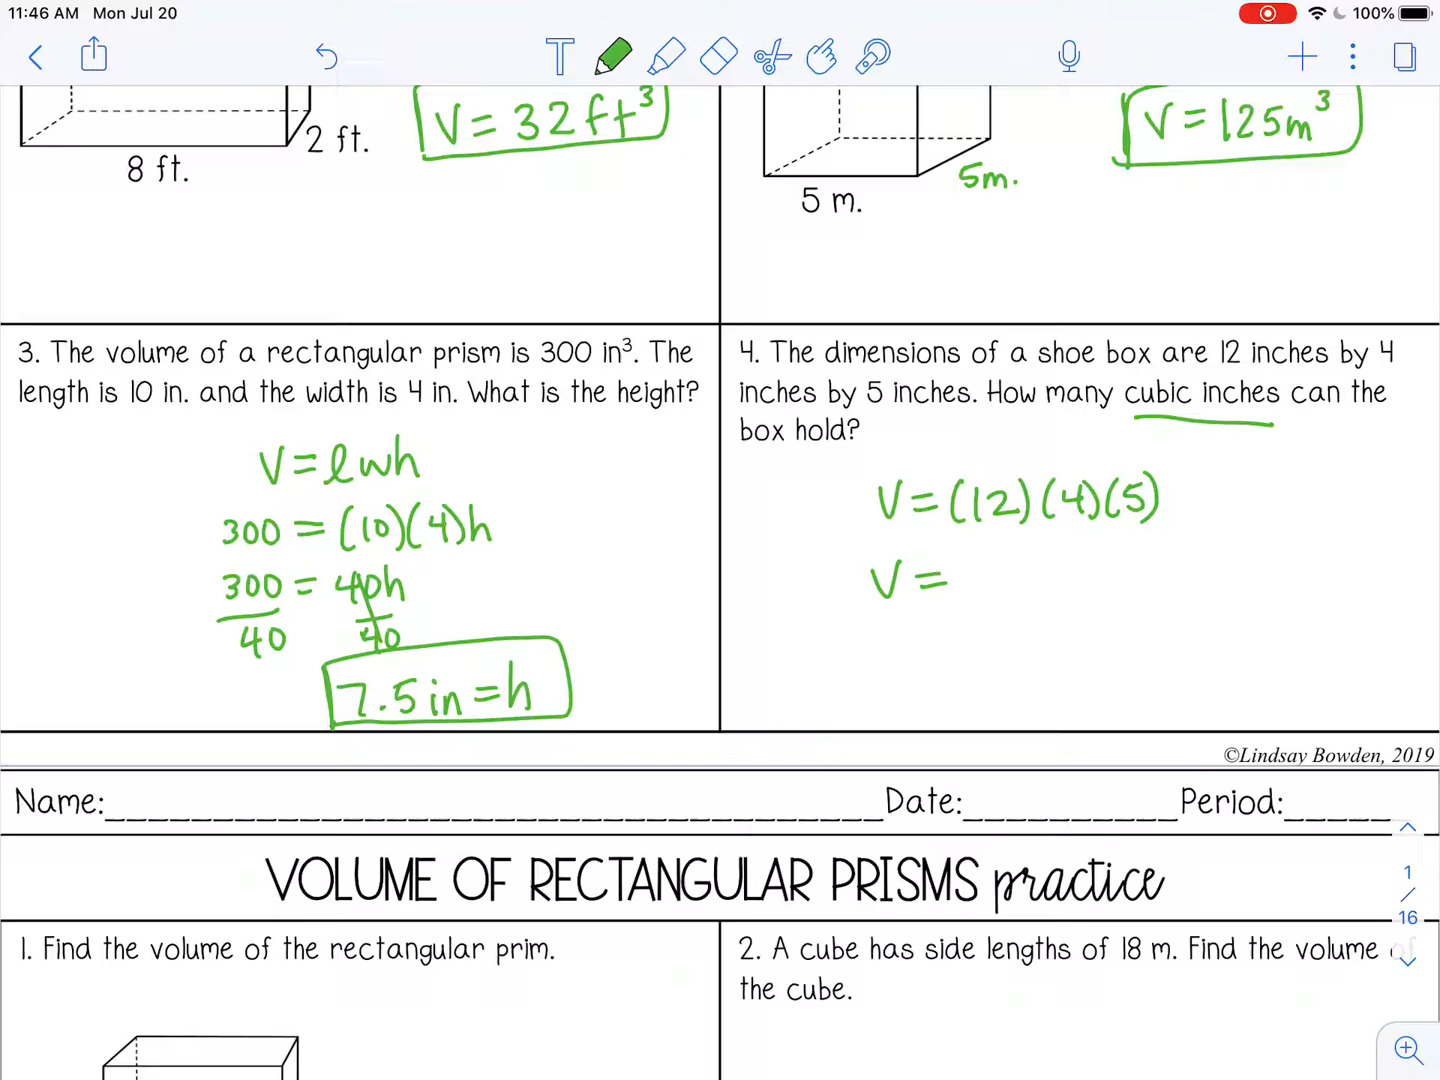 11:46 AM Mon Jul 20
100%
8 ft.
2 ft.
V = 32 ft³
5 m.
5m.
V = 125m³
3. The volume of a rectangular prism is 300 in³. The
length is 10 in. and the width is 4 in. What is the height?
V = lwh
300 = (10)(4)h
300 = 40h
40 40
7.5 in = h
4. The dimensions of a shoe box are 12 inches by 4
inches by 5 inches. How many cubic inches can the
box hold?
V = (12)(4)(5)
V =
©Lindsay Bowden, 2019
Name: Date: Period:
1
/
16
VOLUME OF RECTANGULAR PRISMS practice
1. Find the volume of the rectangular prim.
2. A cube has side lengths of 18 m. Find the volume of
the cube.